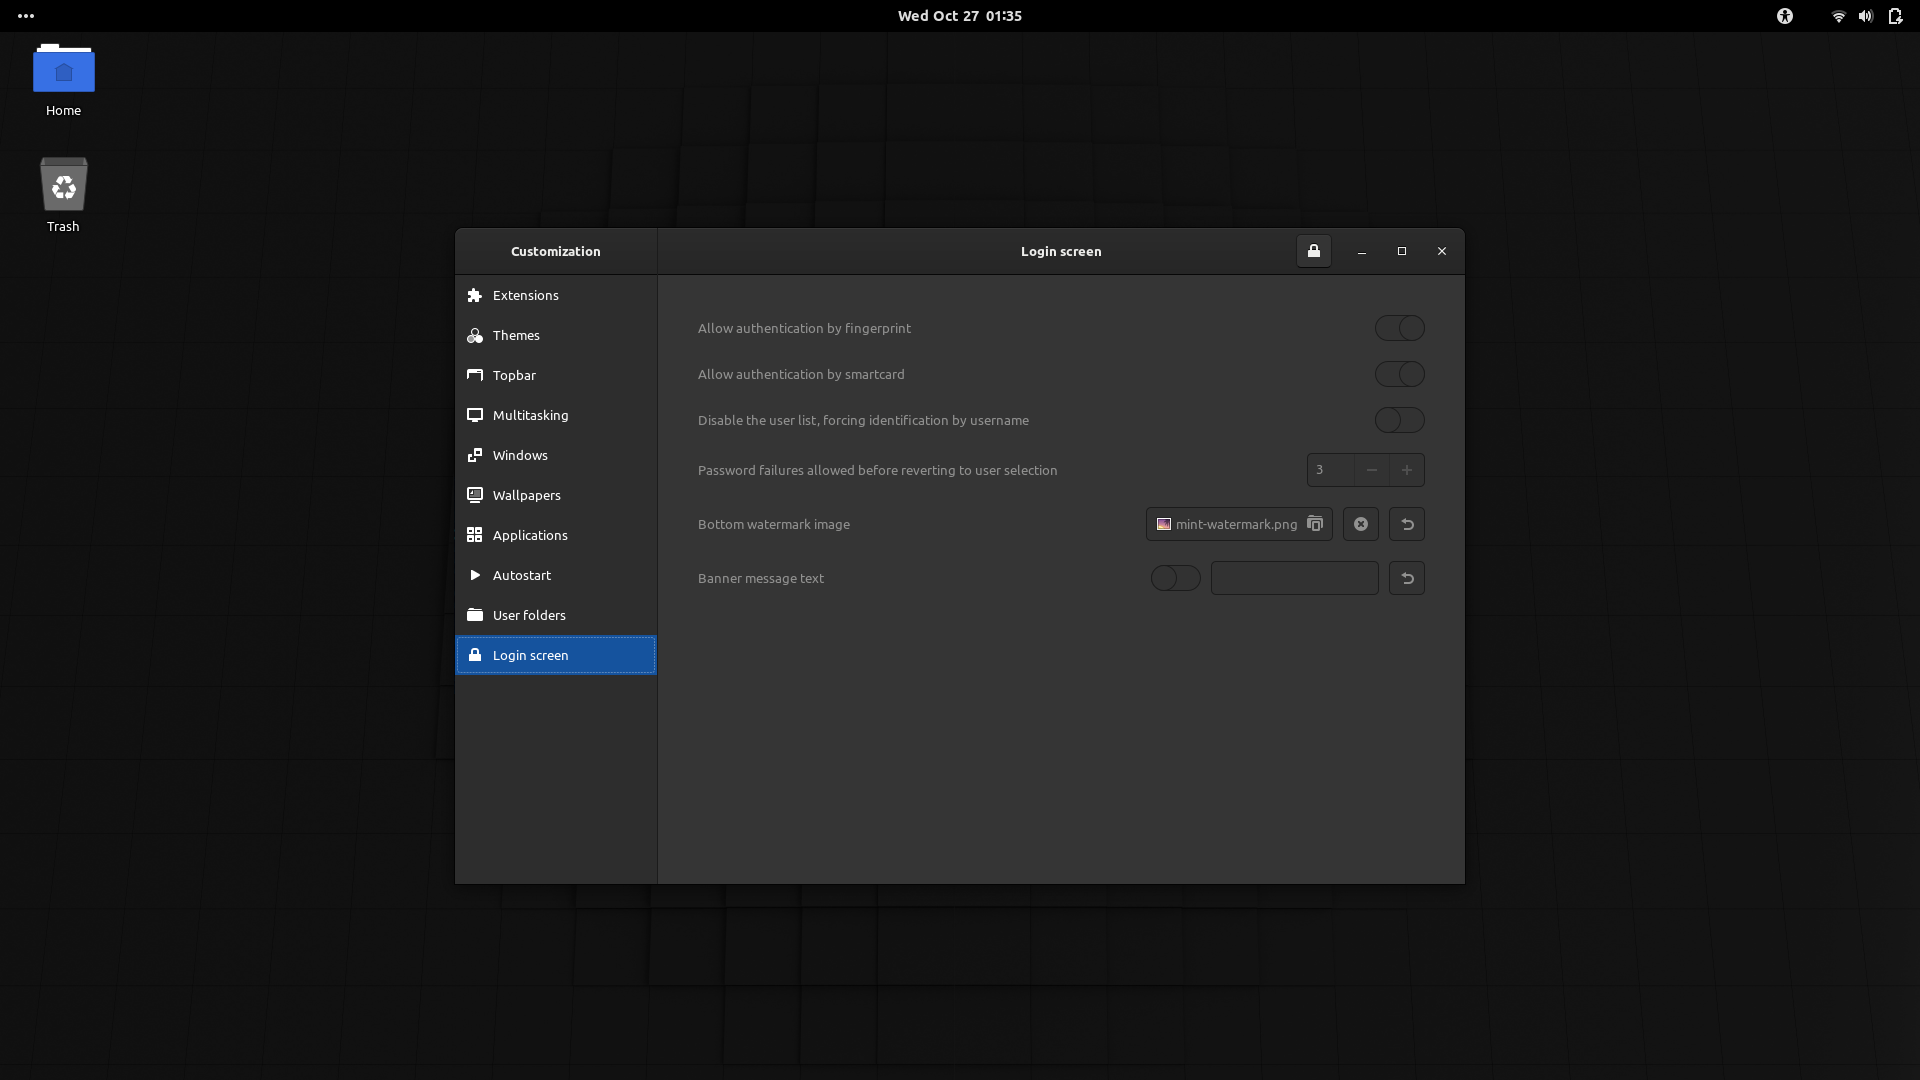 Wed Oct 27 01:35
Home
Trash
Customization
Login screen
Extensions
Themes
Topbar
Multitasking
Windows
Wallpapers
Applications
Autostart
User folders
Login screen
Allow authentication by fingerprint
Allow authentication by smartcard
Disable the user list, forcing identification by username
Password failures allowed before reverting to user selection
3
Bottom watermark image
mint-watermark.png
Banner message text